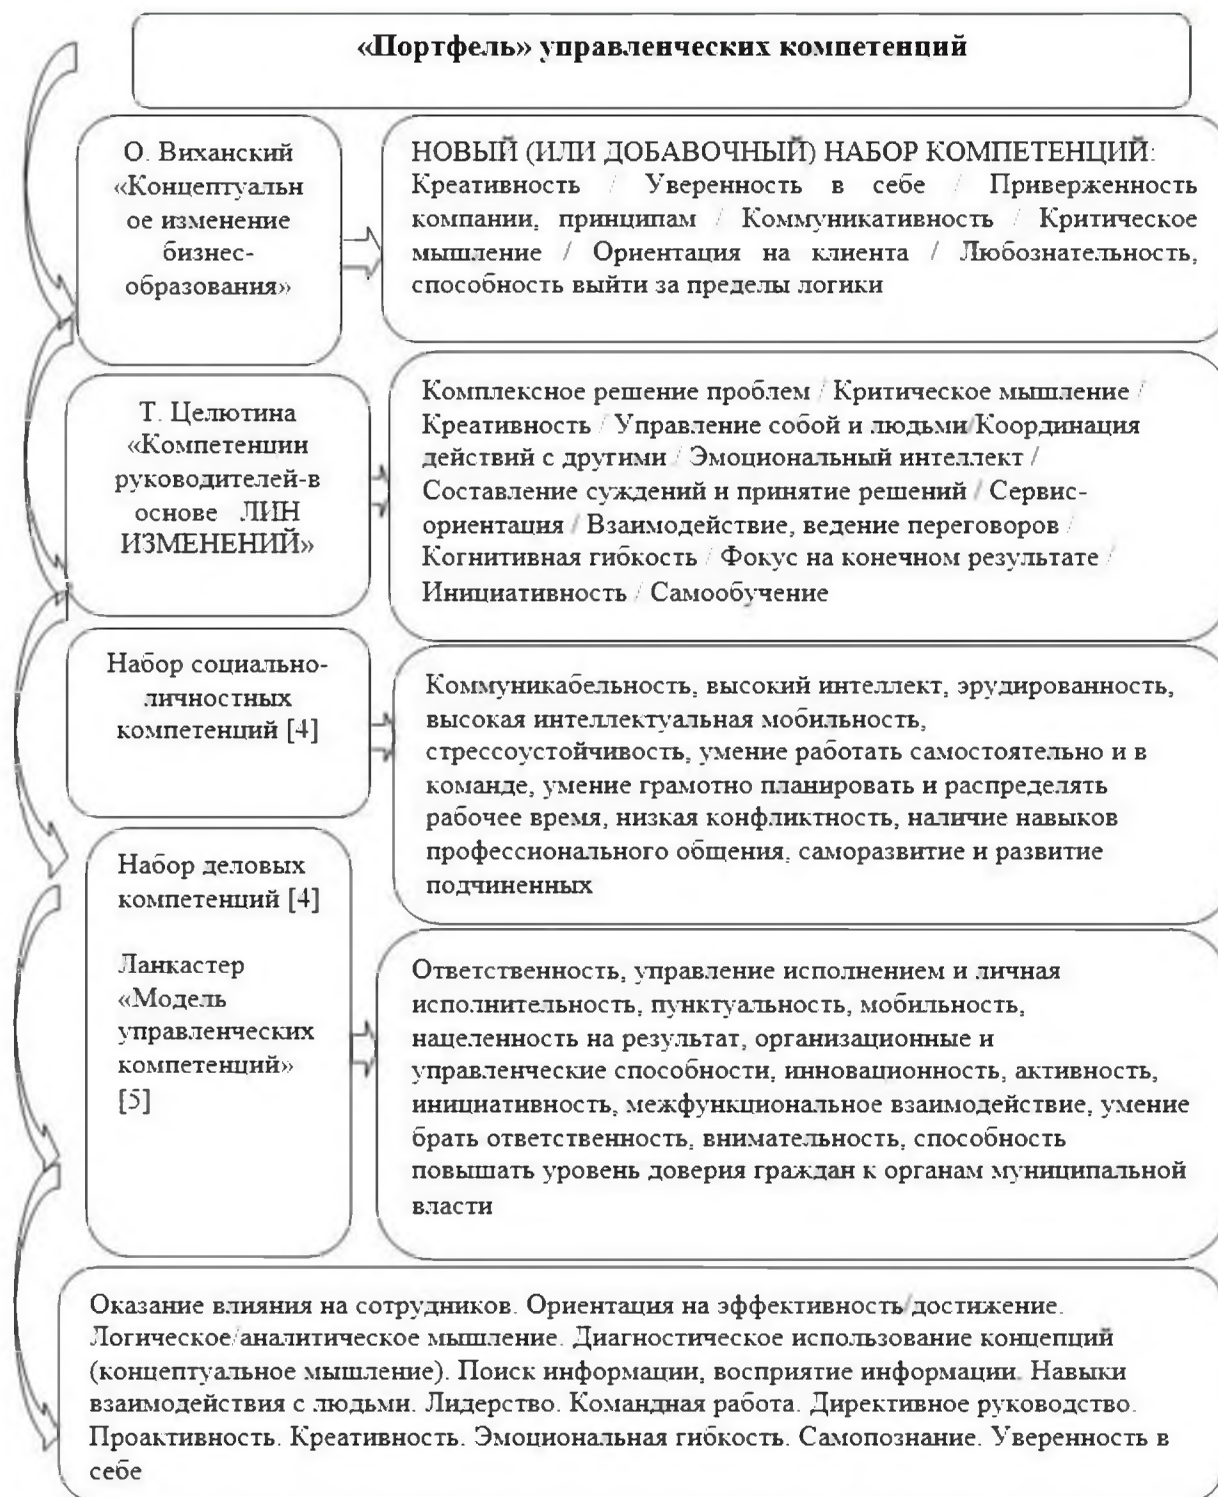 «Портфель» управленческих компетенций
О. Виханский
«Концептуальн
ое изменение
бизнес-
образования»
НОВЫЙ (ИЛИ ДОБАВОЧНЫЙ) НАБОР КОМПЕТЕНЦИЙ:
Креативность / Уверенность в себе / Приверженность
компании, принципам / Коммуникативность / Критическое
мышление / Ориентация на клиента / Любознательность,
способность выйти за пределы логики
Т. Целютина
«Компетенции
руководителей-в
основе ЛИН
ИЗМЕНЕНИЙ»
Комплексное решение проблем / Критическое мышление /
Креативность / Управление собой и людьми/Координация
действий с другими / Эмоциональный интеллект /
Составление суждений и принятие решений / Сервис-
ориентация / Взаимодействие, ведение переговоров /
Когнитивная гибкость / Фокус на конечном результате /
Инициативность / Самообучение
Набор социально-
личностных
компетенций [4]
Коммуникабельность, высокий интеллект, эрудированность,
высокая интеллектуальная мобильность,
стрессоустойчивость, умение работать самостоятельно и в
команде, умение грамотно планировать и распределять
рабочее время, низкая конфликтность, наличие навыков
профессионального общения, саморазвитие и развитие
подчиненных
Набор деловых
компетенций [4]
Ланкастер
«Модель
управленческих
компетенций»
[5]
Ответственность, управление исполнением и личная
исполнительность, пунктуальность, мобильность,
нацеленность на результат, организационные и
управленческие способности, инновационность, активность,
инициативность, межфункциональное взаимодействие, умение
брать ответственность, внимательность, способность
повышать уровень доверия граждан к органам муниципальной
власти
Оказание влияния на сотрудников. Ориентация на эффективность/достижение.
Логическое/аналитическое мышление. Диагностическое использование концепций
(концептуальное мышление). Поиск информации, восприятие информации. Навыки
взаимодействия с людьми. Лидерство. Командная работа. Директивное руководство.
Проактивность. Креативность. Эмоциональная гибкость. Самопознание. Уверенность в
себе